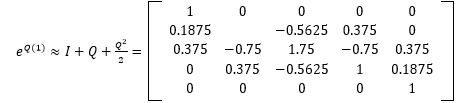 1 0 0 0 0
0.1875 -0.5625 0.375 0
e^{Q(1)} ≈ I + Q + Q²/2 = 0.375 -0.75 1.75 -0.75 0.375
0 0.375 -0.5625 1 0.1875
0 0 0 0 1